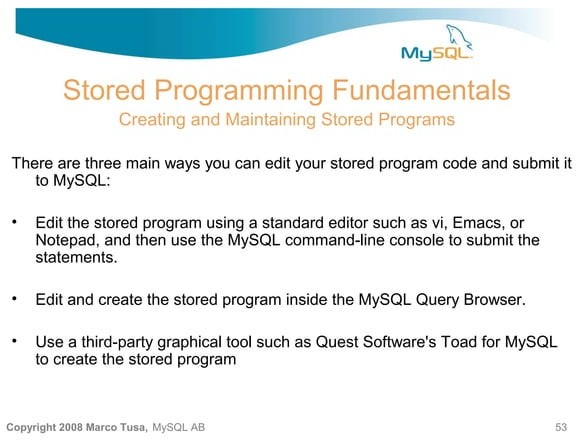 MySQL
Stored Programming Fundamentals
Creating and Maintaining Stored Programs
There are three main ways you can edit your stored program code and submit it
to MySQL:
• Edit the stored program using a standard editor such as vi, Emacs, or
Notepad, and then use the MySQL command-line console to submit the
statements.
• Edit and create the stored program inside the MySQL Query Browser.
• Use a third-party graphical tool such as Quest Software's Toad for MySQL
to create the stored program
Copyright 2008 Marco Tusa, MySQL AB 53